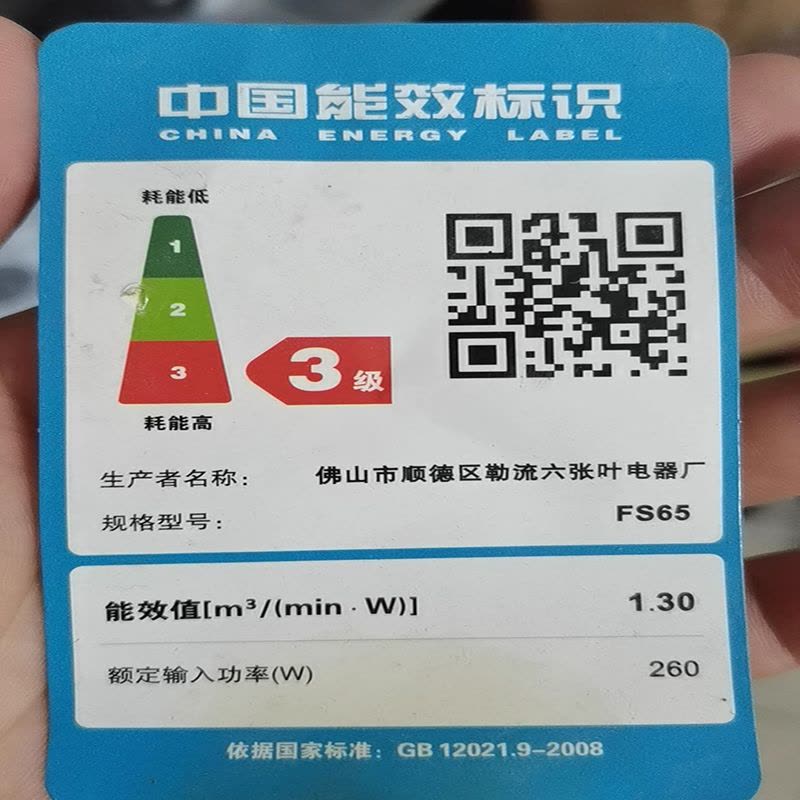 中国能效标识
CHINA ENERGY LABEL
耗能低
1
2
3
3级
耗能高
生产者名称: 佛山市顺德区勒流六张叶电器厂
规格型号: FS65
能效值[m³/(min·W)] 1.30
额定输入功率(W) 260
依据国家标准: GB 12021.9-2008